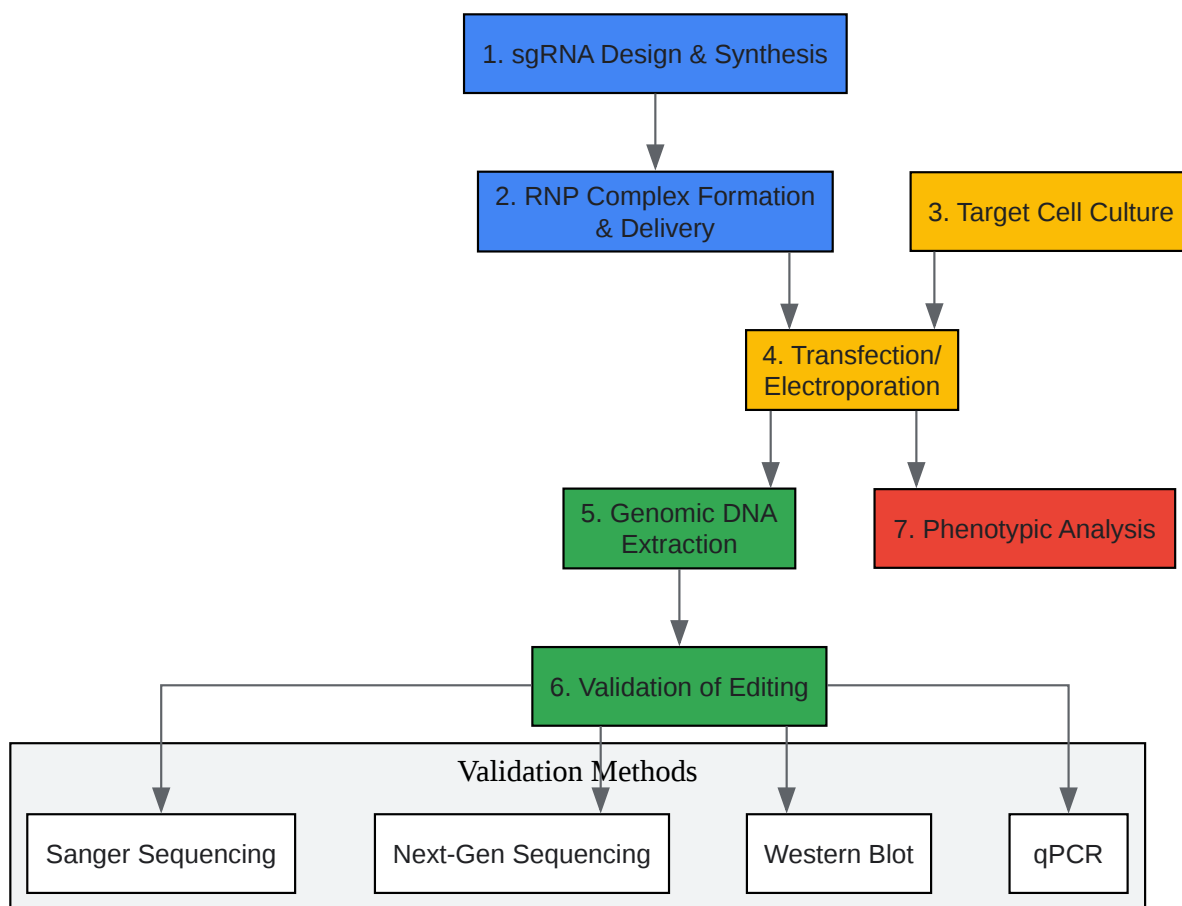 1. sgRNA Design & Synthesis
2. RNP Complex Formation
& Delivery
3. Target Cell Culture
4. Transfection/
Electroporation
5. Genomic DNA
Extraction
7. Phenotypic Analysis
6. Validation of Editing
Validation Methods
Sanger Sequencing
Next-Gen Sequencing
Western Blot
qPCR